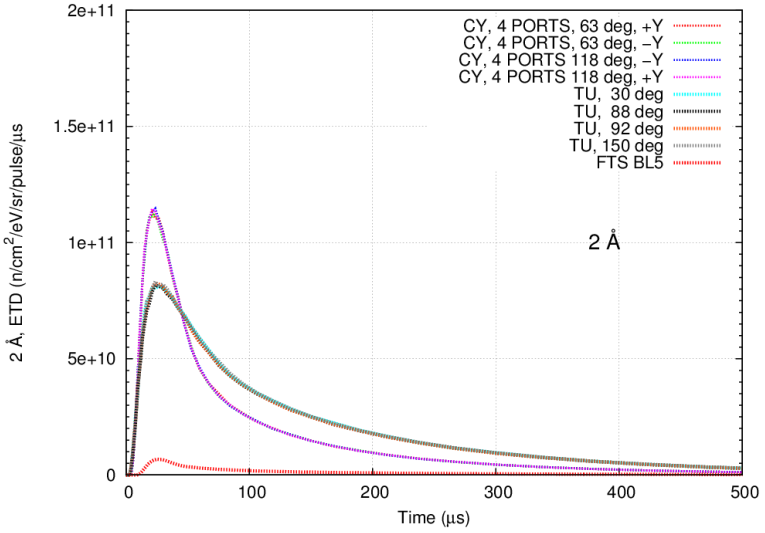 2e+11
1.5e+11
1e+11
5e+10
0
2 Å, ETD (n/cm²/eV/sr/pulse/µs
CY, 4 PORTS, 63 deg, +Y
CY, 4 PORTS, 63 deg, −Y
CY, 4 PORTS 118 deg, −Y
CY, 4 PORTS 118 deg, +Y
TU, 30 deg
TU, 88 deg
TU, 92 deg
TU, 150 deg
FTS BL5
2 Å
0 100 200 300 400 500
Time (µs)